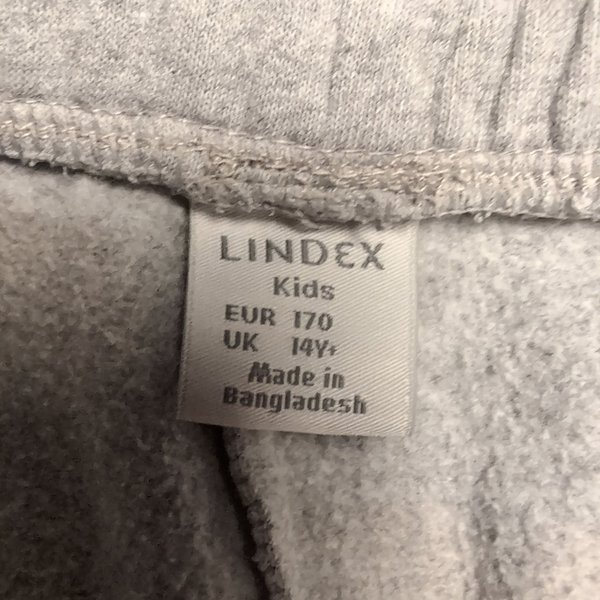 LINDEX
Kids
EUR 170
UK 14Y+
Made in
Bangladesh